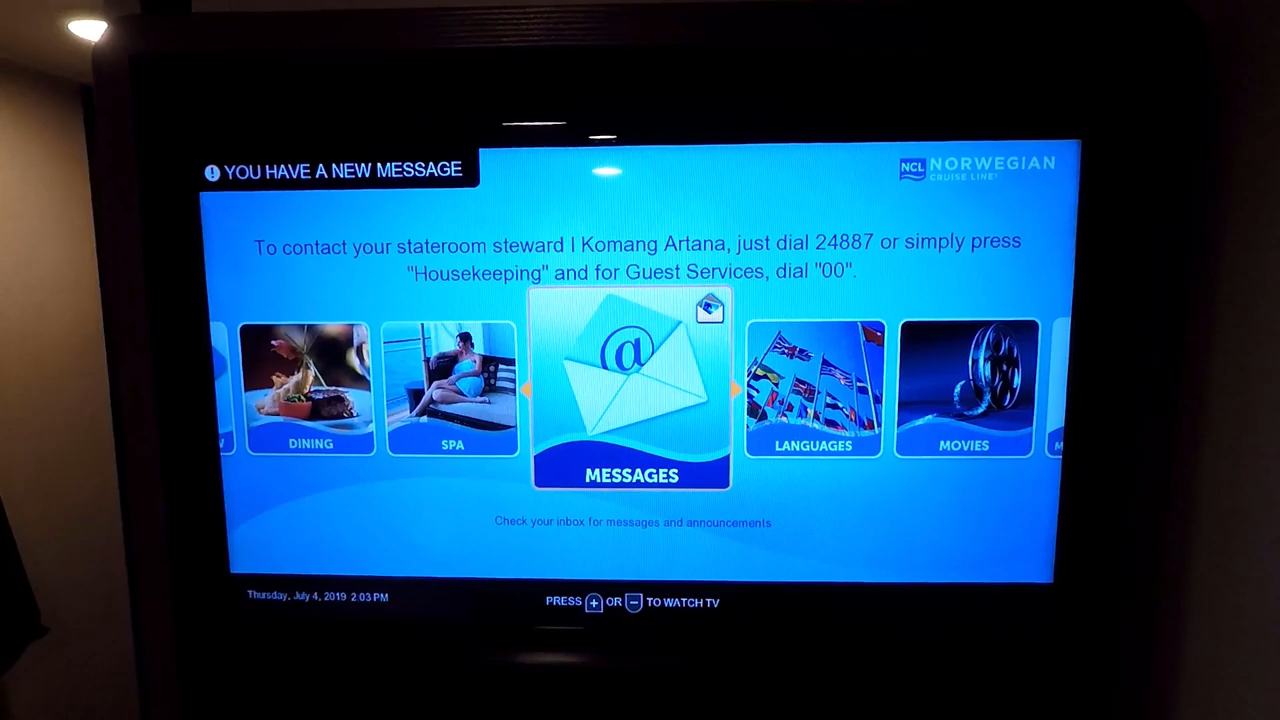 YOU HAVE A NEW MESSAGE
NCL NORWEGIAN
CRUISE LINE®
To contact your stateroom steward I Komang Artana, just dial 24887 or simply press
"Housekeeping" and for Guest Services, dial "00".
@
DINING
SPA
MESSAGES
LANGUAGES
MOVIES
Check your inbox for messages and announcements
Thursday, July 4, 2019 2:03 PM
PRESS + OR − TO WATCH TV